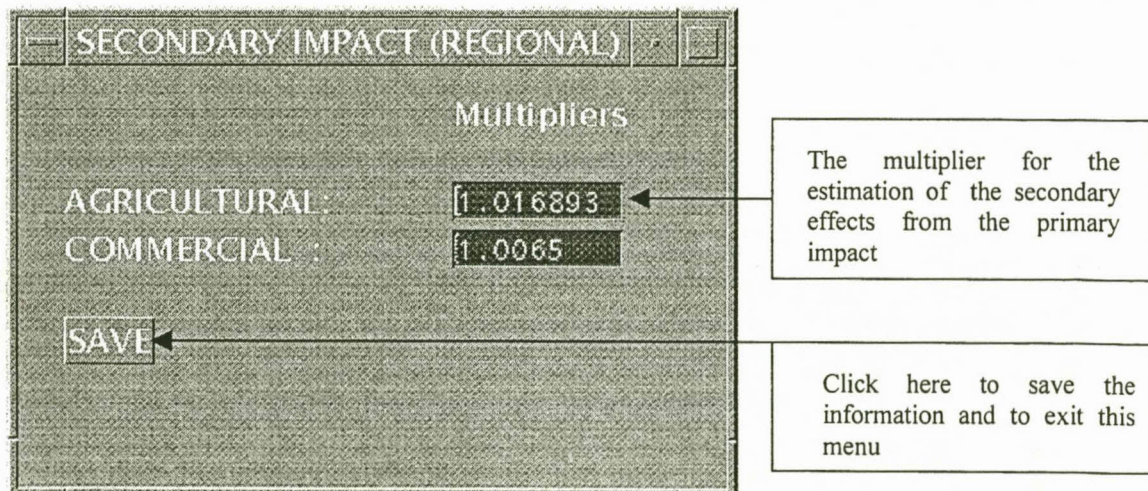 SECONDARY IMPACT (REGIONAL)
Multipliers
AGRICULTURAL: 1.016893
COMMERCIAL : 1.0065
SAVE
The multiplier for the
estimation of the secondary
effects from the primary
impact
Click here to save the
information and to exit this
menu